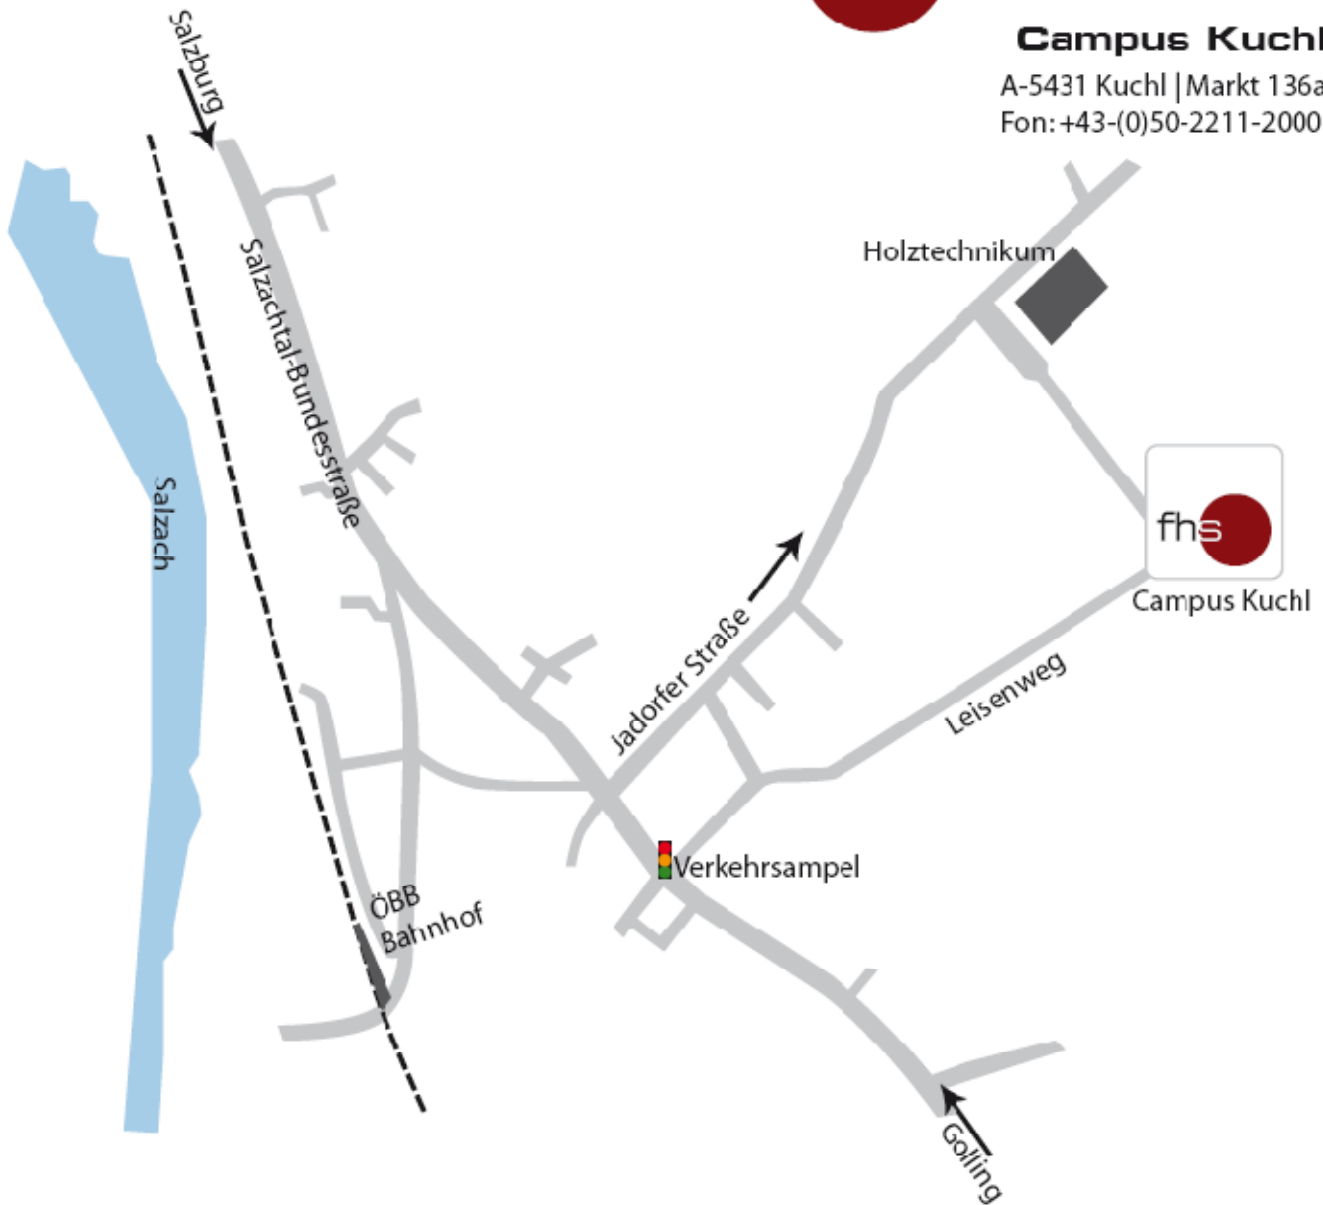 Campus Kuchl
A-5431 Kuchl | Markt 136a
Fon: +43-(0)50-2211-2000
Salzburg
Salzachtal-Bundesstraße
Holztechnikum
Salzach
fhs
Campus Kuchl
Jadorfer Straße
Leisenweg
Verkehrsampel
ÖBB
Bahnhof
Golling